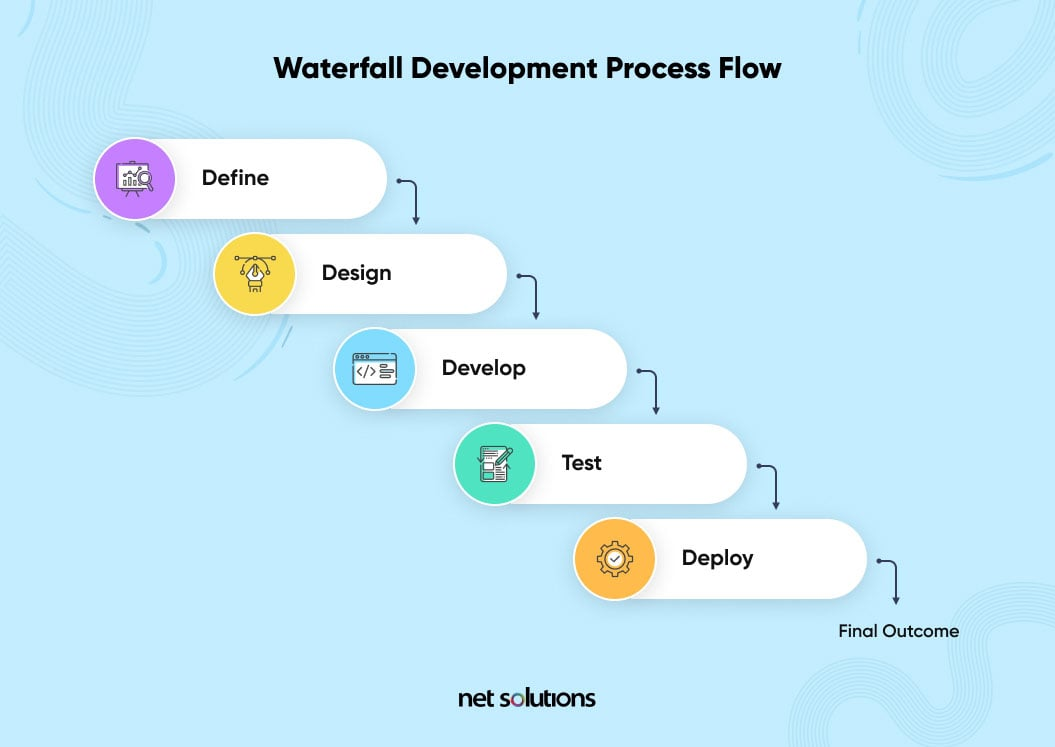 Waterfall Development Process Flow
Define
Design
Develop
Test
Deploy
Final Outcome
net solutions